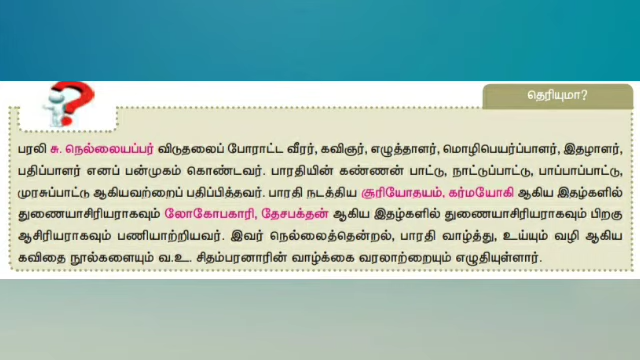 தெரியுமா?
பரலி சு. நெல்லையப்பர் விடுதலைப் போராட்ட வீரர், கவிஞர், எழுத்தாளர், மொழிபெயர்ப்பாளர், இதழாளர்,
பதிப்பாளர் எனப் பன்முகம் கொண்டவர். பாரதியின் கண்ணன் பாட்டு, நாட்டுப்பாட்டு, பாப்பாப்பாட்டு,
முரசுப்பாட்டு ஆகியவற்றைப் பதிப்பித்தவர். பாரதி நடத்திய சூரியோதயம், கர்மயோகி ஆகிய இதழ்களில்
துணையாசிரியராகவும் லோகோபகாரி, தேசபக்தன் ஆகிய இதழ்களில் துணையாசிரியராகவும் பிறகு
ஆசிரியராகவும் பணியாற்றியவர். இவர் நெல்லைத்தென்றல், பாரதி வாழ்த்து, உய்யும் வழி ஆகிய
கவிதை நூல்களையும் வ.உ. சிதம்பரனாரின் வாழ்க்கை வரலாற்றையும் எழுதியுள்ளார்.